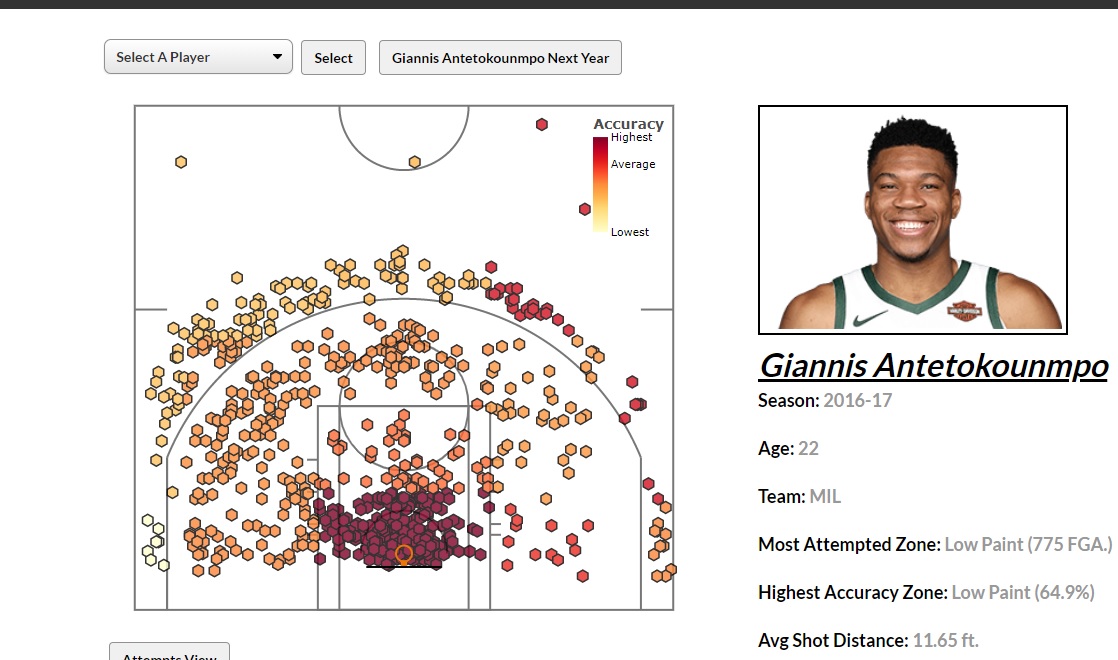 Select A Player
Select
Giannis Antetokounmpo Next Year
Accuracy
Highest
Average
Lowest
Giannis Antetokounmpo
Season: 2016-17
Age: 22
Team: MIL
Most Attempted Zone: Low Paint (775 FGA.)
Highest Accuracy Zone: Low Paint (64.9%)
Avg Shot Distance: 11.65 ft.
Attempts View